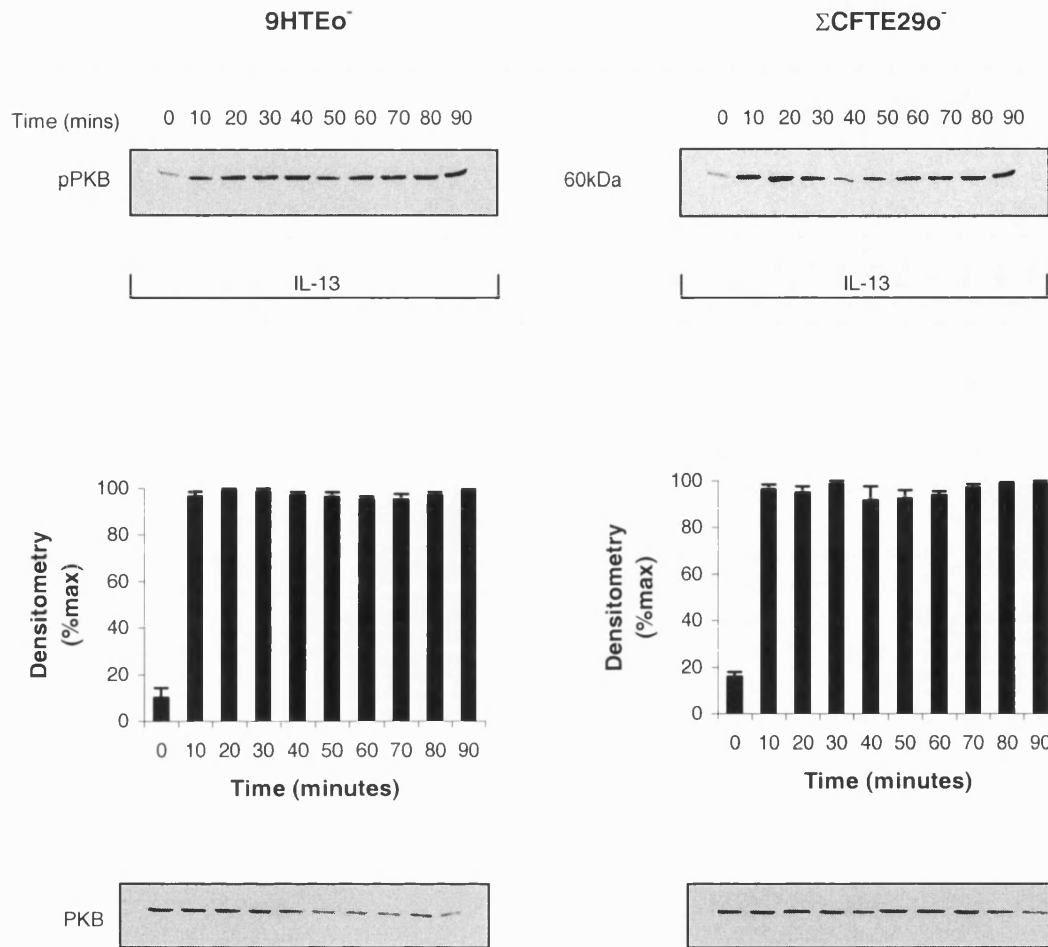 9HTEo⁻
ΣCFTE29o⁻
Time (mins) 0 10 20 30 40 50 60 70 80 90
0 10 20 30 40 50 60 70 80 90
pPKB
60kDa
IL-13
IL-13
Densitometry
(%max)
100
80
60
40
20
0
0 10 20 30 40 50 60 70 80 90
Time (minutes)
Densitometry
(%max)
100
80
60
40
20
0
0 10 20 30 40 50 60 70 80 90
Time (minutes)
PKB